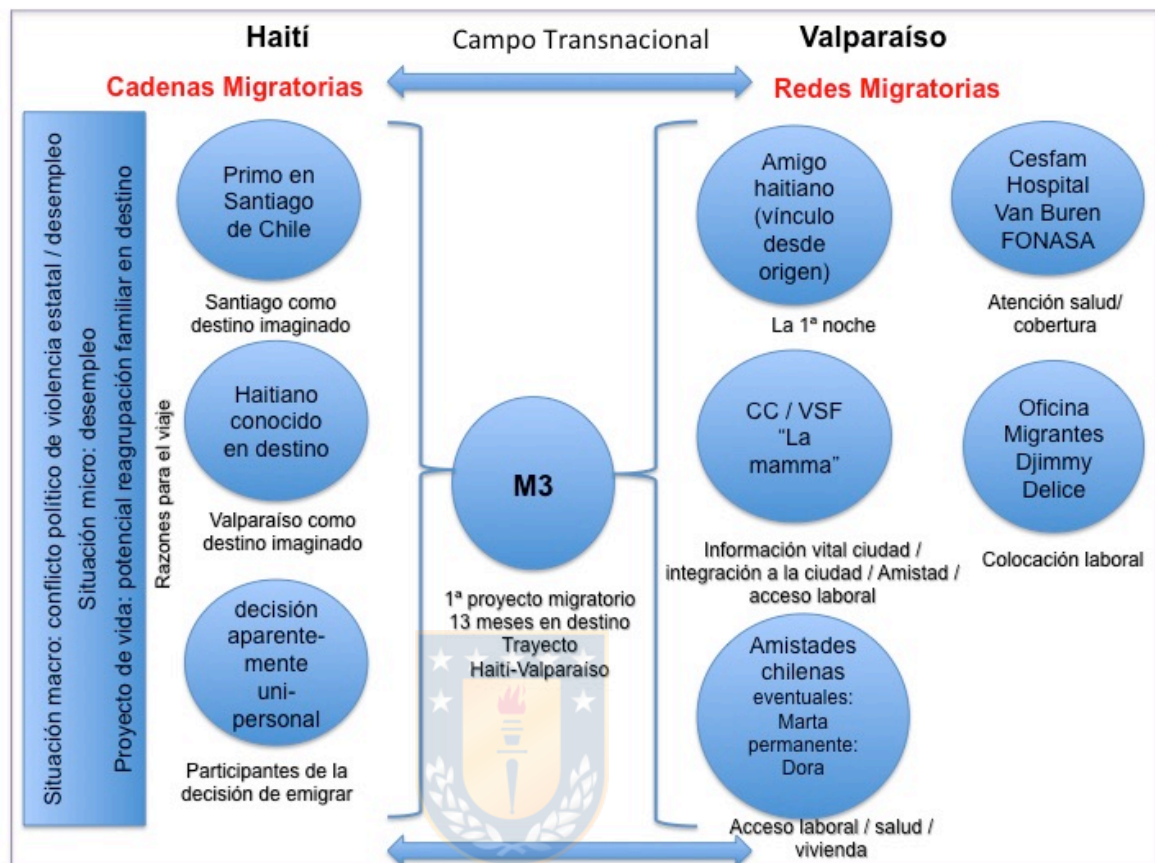 Haití
Campo Transnacional
Valparaíso
Cadenas Migratorias
Redes Migratorias
Situación macro: conflicto político de violencia estatal / desempleo
Situación micro: desempleo
Proyecto de vida: potencial reagrupación familiar en destino
Razones para el viaje
Primo en
Santiago
de Chile
Santiago como
destino imaginado
Haitiano
conocido
en destino
Valparaíso como
destino imaginado
decisión
aparente-
mente
uni-
personal
Participantes de la
decisión de emigrar
M3
1ª proyecto migratorio
13 meses en destino
Trayecto
Haití-Valparaíso
Amigo
haitiano
(vínculo
desde
origen)
La 1ª noche
CC / VSF
“La
mamma”
Información vital ciudad /
integración a la ciudad / Amistad /
acceso laboral
Amistades
chilenas
eventuales:
Marta
permanente:
Dora
Acceso laboral / salud /
vivienda
Cesfam
Hospital
Van Buren
FONASA
Atención salud/
cobertura
Oficina
Migrantes
Djimmy
Delice
Colocación laboral